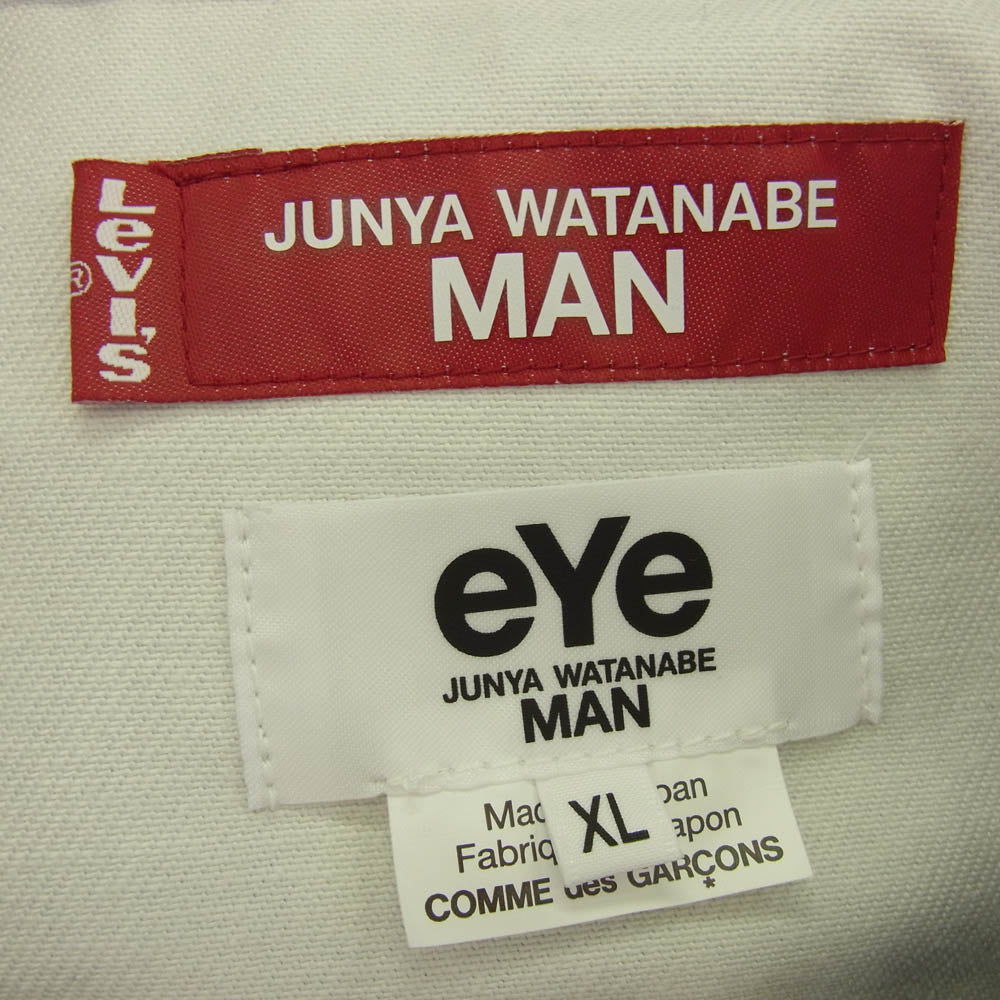 Levi's
®
JUNYA WATANABE
MAN
eYe
JUNYA WATANABE
MAN
XL
COMME des GARÇONS
*